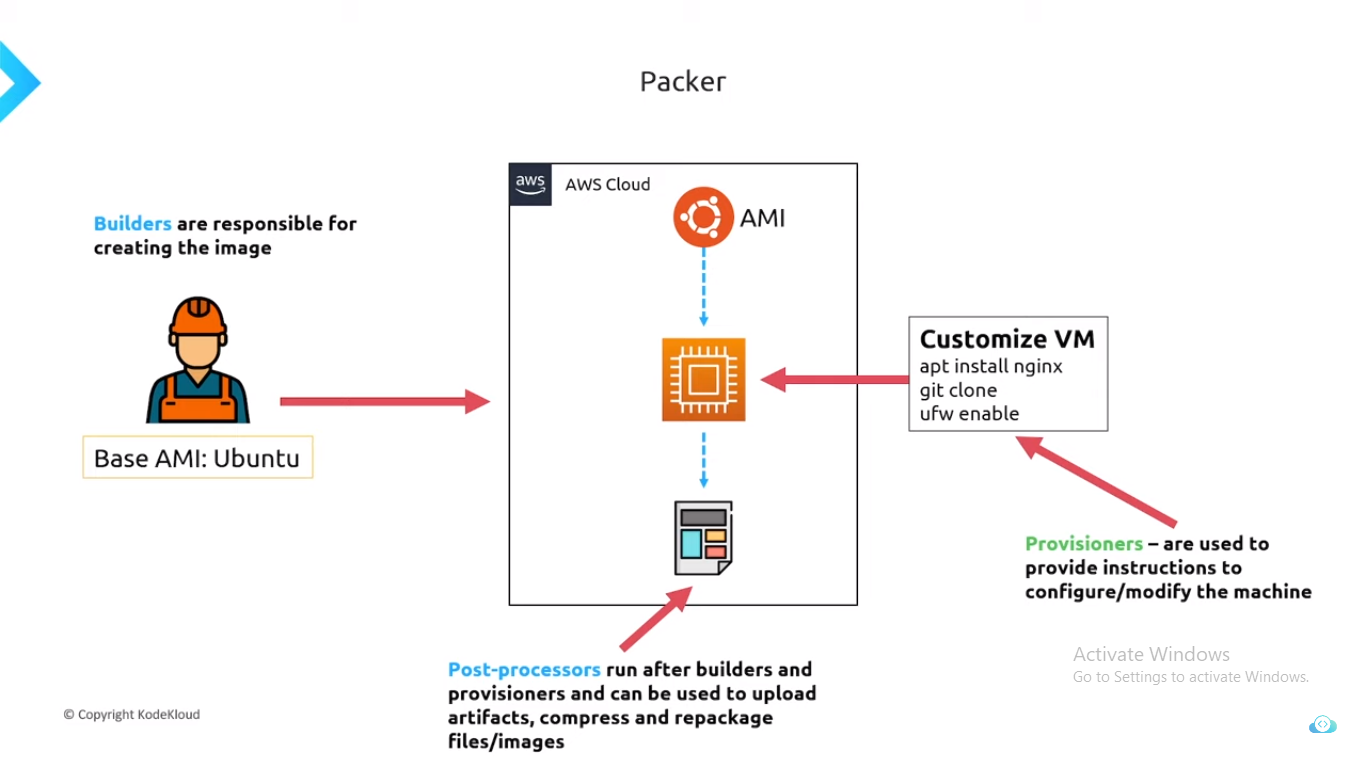 Packer
aws
AWS Cloud
AMI
Builders are responsible for
creating the image
Base AMI: Ubuntu
Customize VM
apt install nginx
git clone
ufw enable
Provisioners – are used to
provide instructions to
configure/modify the machine
Post-processors run after builders and
provisioners and can be used to upload
artifacts, compress and repackage
files/images
Activate Windows
Go to Settings to activate Windows.
© Copyright KodeKloud